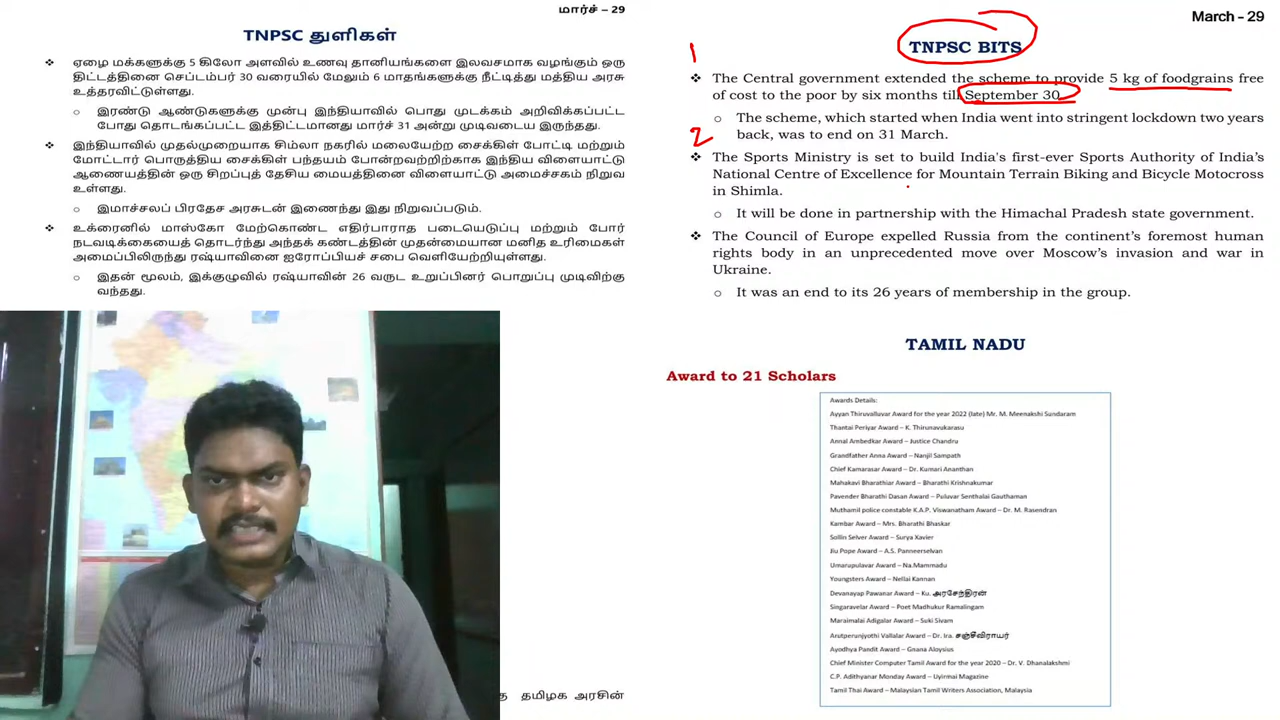 மார்ச் – 29
TNPSC துளிகள்
❖ ஏழை மக்களுக்கு 5 கிலோ அளவில் உணவு தானியங்களை இலவசமாக வழங்கும் ஒரு
திட்டத்தினை செப்டம்பர் 30 வரையில் மேலும் 6 மாதங்களுக்கு நீட்டித்து மத்திய அரசு
உத்தரவிட்டுள்ளது.
o இரண்டு ஆண்டுகளுக்கு முன்பு இந்தியாவில் பொது முடக்கம் அறிவிக்கப்பட்ட
போது தொடங்கப்பட்ட இத்திட்டமானது மார்ச் 31 அன்று முடிவடைய இருந்தது.
❖ இந்தியாவில் முதல்முறையாக சிம்லா நகரில் மலையேற்ற சைக்கிள் போட்டி மற்றும்
மோட்டார் பொருத்திய சைக்கிள் பந்தயம் போன்றவற்றிற்காக இந்திய விளையாட்டு
ஆணையத்தின் ஒரு சிறப்புத் தேசிய மையத்தினை விளையாட்டு அமைச்சகம் நிறுவ
உள்ளது.
o இமாச்சலப் பிரதேச அரசுடன் இணைந்து இது நிறுவப்படும்.
❖ உக்ரைனில் மாஸ்கோ மேற்கொண்ட எதிர்பாராத படையெடுப்பு மற்றும் போர்
நடவடிக்கையைத் தொடர்ந்து அந்தக் கண்டத்தின் முதன்மையான மனித உரிமைகள்
அமைப்பிலிருந்து ரஷ்யாவினை ஐரோப்பியச் சபை வெளியேற்றியுள்ளது.
o இதன் மூலம், இக்குழுவில் ரஷ்யாவின் 26 வருட உறுப்பினர் பொறுப்பு முடிவிற்கு
வந்தது.
தமிழக அரசின்
March – 29
TNPSC BITS
1
❖ The Central government extended the scheme to provide 5 kg of foodgrains free
of cost to the poor by six months till September 30.
o The scheme, which started when India went into stringent lockdown two years
back, was to end on 31 March.
2
❖ The Sports Ministry is set to build India's first-ever Sports Authority of India's
National Centre of Excellence for Mountain Terrain Biking and Bicycle Motocross
in Shimla.
o It will be done in partnership with the Himachal Pradesh state government.
❖ The Council of Europe expelled Russia from the continent's foremost human
rights body in an unprecedented move over Moscow's invasion and war in
Ukraine.
o It was an end to its 26 years of membership in the group.
TAMIL NADU
Award to 21 Scholars
Awards Details:
Ayyan Thiruvalluvar Award for the year 2022 (late) Mr. M. Meenakshi Sundaram
Thantai Periyar Award – K. Thirunavukarasu
Annal Ambedkar Award – Justice Chandru
Grandfather Anna Award – Nanjil Sampath
Chief Kamarasar Award – Dr. Kumari Ananthan
Mahakavi Bharathiar Award – Bharathi Krishnakumar
Pavender Bharathi Dasan Award – Puluvar Senthalai Gauthaman
Muthamil police constable K.A.P. Viswanatham Award – Dr. M. Rasendran
Kambar Award – Mrs. Bharathi Bhaskar
Sollin Selver Award – Surya Xavier
Jiu Pope Award – A.S. Panneerselvan
Umarupulavar Award – Na.Mammadu
Youngsters Award – Nellai Kannan
Devanayap Pawanar Award – Ku. அரசேந்திரன்
Singaravelar Award – Poet Madhukur Ramalingam
Maraimalai Adigalar Award – Suki Sivam
Arutperunjyothi Vallalar Award – Dr. Ira. சஞ்சீவிராயர்
Ayodhya Pandit Award – Gnana Aloysius
Chief Minister Computer Tamil Award for the year 2020 – Dr. V. Dhanalakshmi
C.P. Adithyanar Monday Award – Uyirmai Magazine
Tamil Thai Award – Malaysian Tamil Writers Association, Malaysia